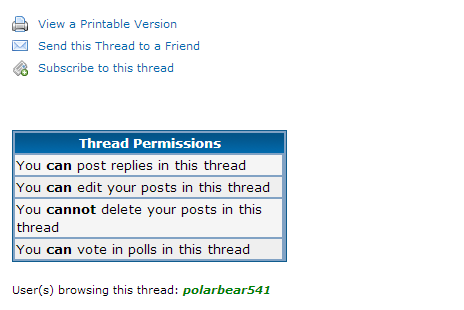 View a Printable Version
Send this Thread to a Friend
Subscribe to this thread
Thread Permissions
You can post replies in this thread
You can edit your posts in this thread
You cannot delete your posts in this
thread
You can vote in polls in this thread
User(s) browsing this thread: polarbear541